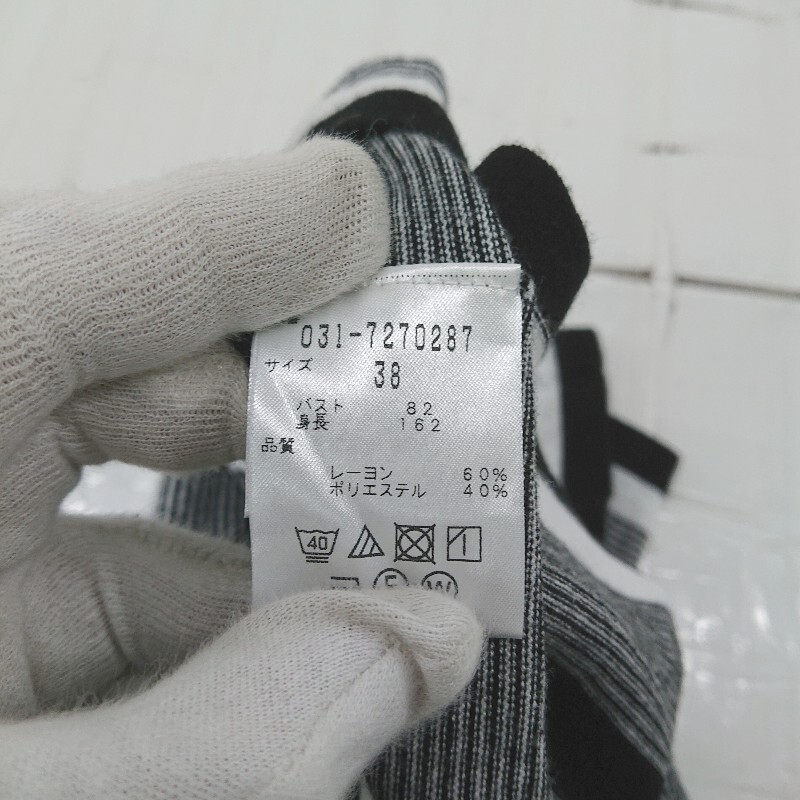 031-7270287
サイズ 38
バスト 82
身長 162
品質
レーヨン 60%
ポリエステル 40%
40
F W